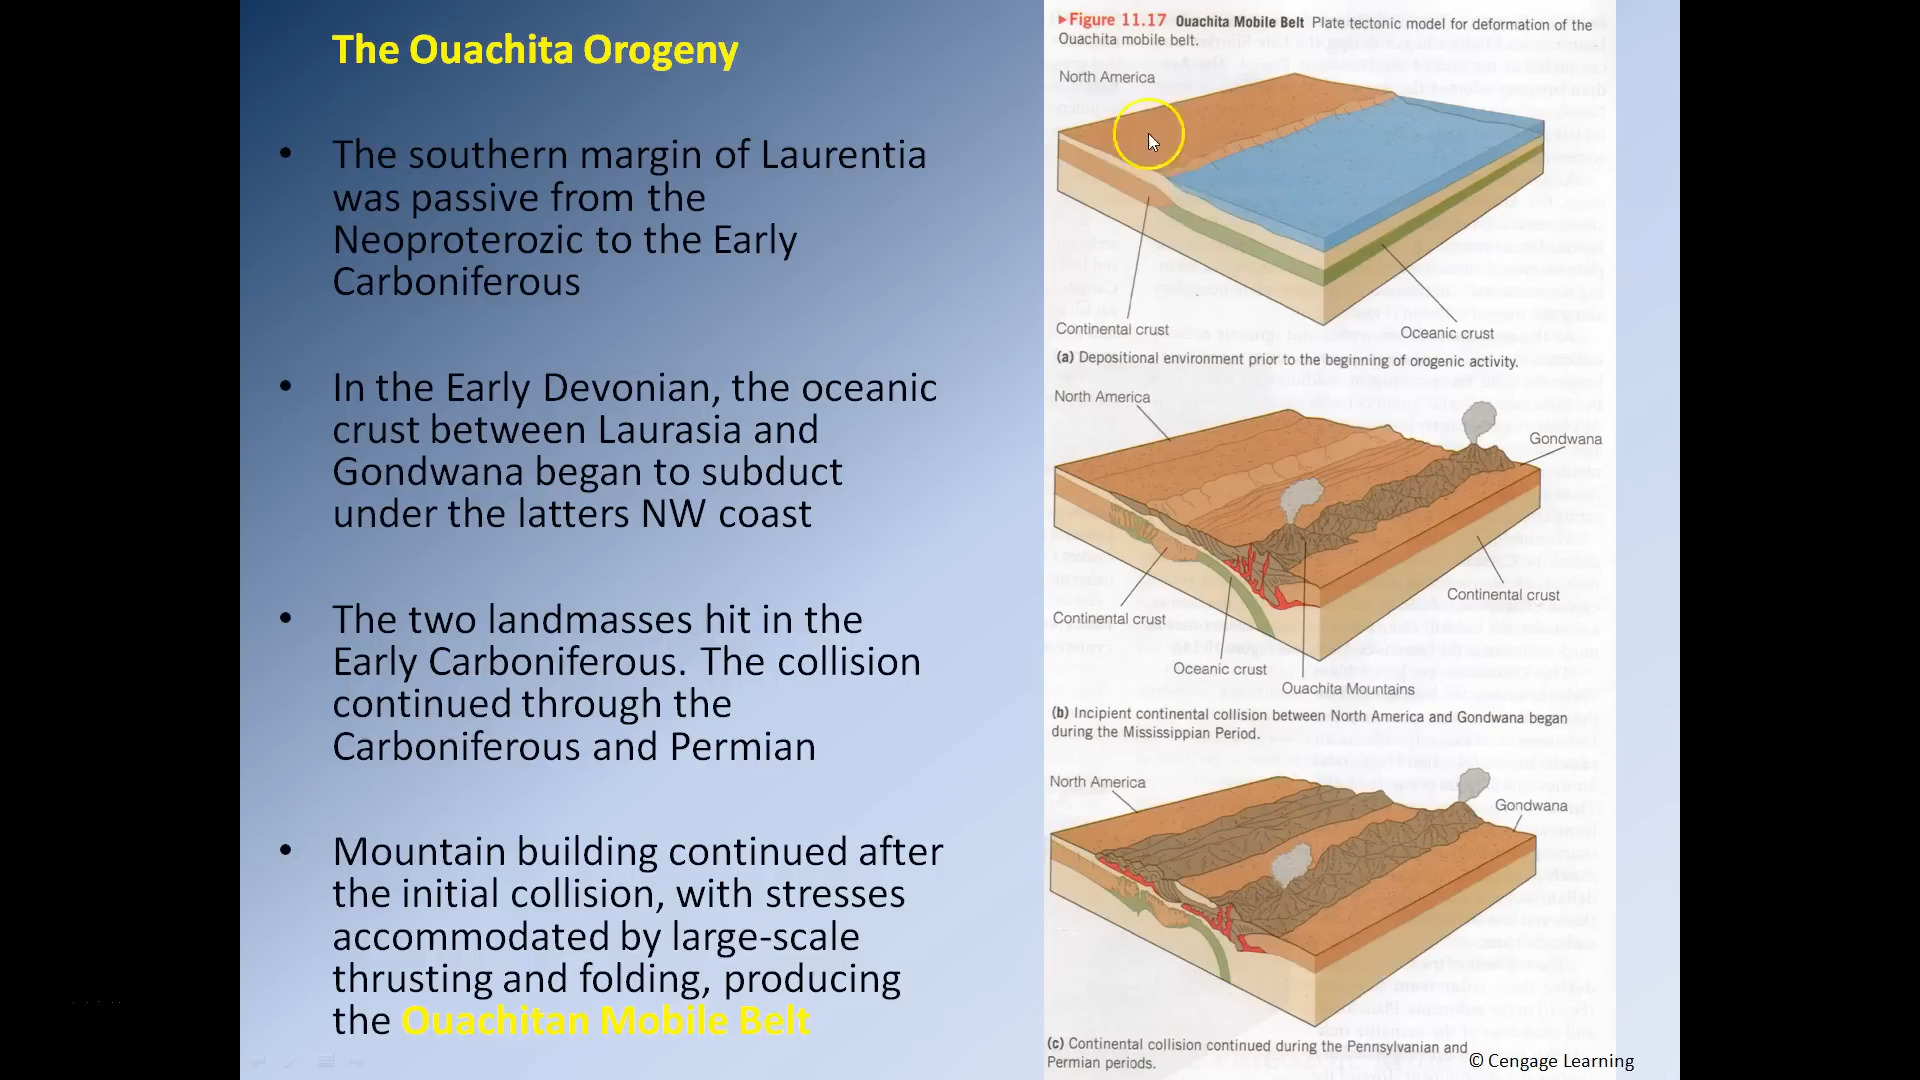 The Ouachita Orogeny
• The southern margin of Laurentia
was passive from the
Neoproterozic to the Early
Carboniferous
• In the Early Devonian, the oceanic
crust between Laurasia and
Gondwana began to subduct
under the latters NW coast
• The two landmasses hit in the
Early Carboniferous. The collision
continued through the
Carboniferous and Permian
• Mountain building continued after
the initial collision, with stresses
accommodated by large-scale
thrusting and folding, producing
the Ouachitan Mobile Belt
▶Figure 11.17 Ouachita Mobile Belt Plate tectonic model for deformation of the
Ouachita mobile belt.
North America
Continental crust
Oceanic crust
(a) Depositional environment prior to the beginning of orogenic activity.
North America
Gondwana
Continental crust
Continental crust
Oceanic crust
Ouachita Mountains
(b) Incipient continental collision between North America and Gondwana began
during the Mississippian Period.
North America
Gondwana
(c) Continental collision continued during the Pennsylvanian and
Permian periods.
© Cengage Learning